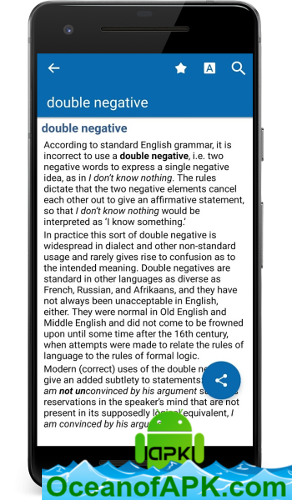 double negative
double negative
According to standard English grammar, it is
incorrect to use a double negative, i.e. two
negative words to express a single negative
idea, as in I don't know nothing. The rules
dictate that the two negative elements cancel
each other out to give an affirmative statement,
so that I don't know nothing would be
interpreted as 'I know something.'
In practice this sort of double negative is
widespread in dialect and other non-standard
usage and rarely gives rise to confusion as to
the intended meaning. Double negatives are
standard in other languages as diverse as
French, Russian, and Afrikaans, and they have
not always been unacceptable in English,
either. They were normal in Old English and
Middle English and did not come to be frowned
upon until some time after the 16th century,
when attempts were made to relate the rules of
language to the rules of formal logic.
Modern (correct) uses of the double ne
give an added subtlety to statements:
am not unconvinced by his argument s
reservations in the speaker's mind that are not
present in its supposedly logical equivalent, I
am convinced by his argu
JAPKI
OceanofAPK.com